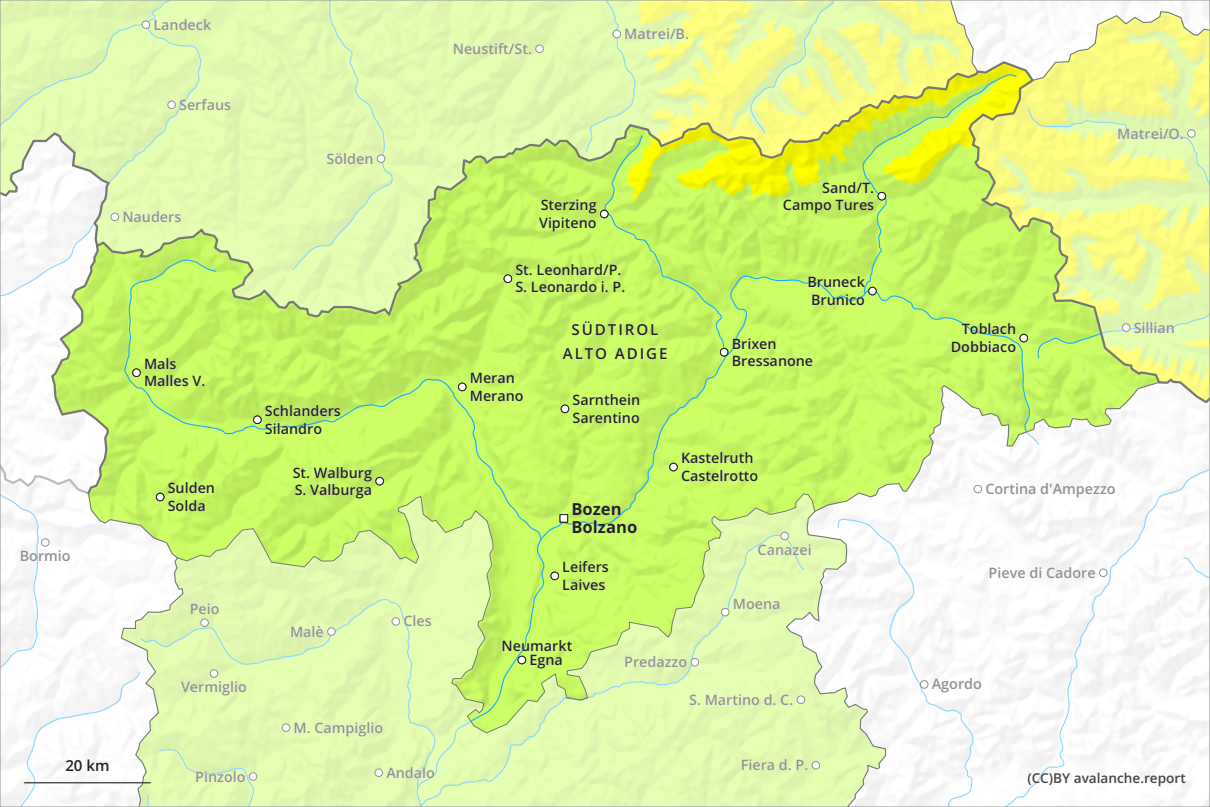 Landeck
Matrei/B.
Neustift/St.
Serfaus
Matrei/O.
Sölden
Sand/T.
Campo Tures
Nauders
Sterzing
Vipiteno
St. Leonhard/P.
S. Leonardo i. P.
Bruneck
Brunico
SÜDTIROL
ALTO ADIGE
Toblach
Dobbiaco
Sillian
Brixen
Bressanone
Mals
Malles V.
Meran
Merano
Schlanders
Silandro
Sarnthein
Sarentino
St. Walburg
S. Valburga
Kastelruth
Castelrotto
Sulden
Solda
Cortina d'Ampezzo
Bozen
Bolzano
Bormio
Canazei
Leifers
Laives
Pieve di Cadore
Peio
Moena
Malè
Cles
Neumarkt
Egna
Predazzo
Vermiglio
Agordo
S. Martino d. C.
M. Campiglio
20 km
Pinzolo
Andalo
Fiera d. P.
(CC)BY avalanche.report